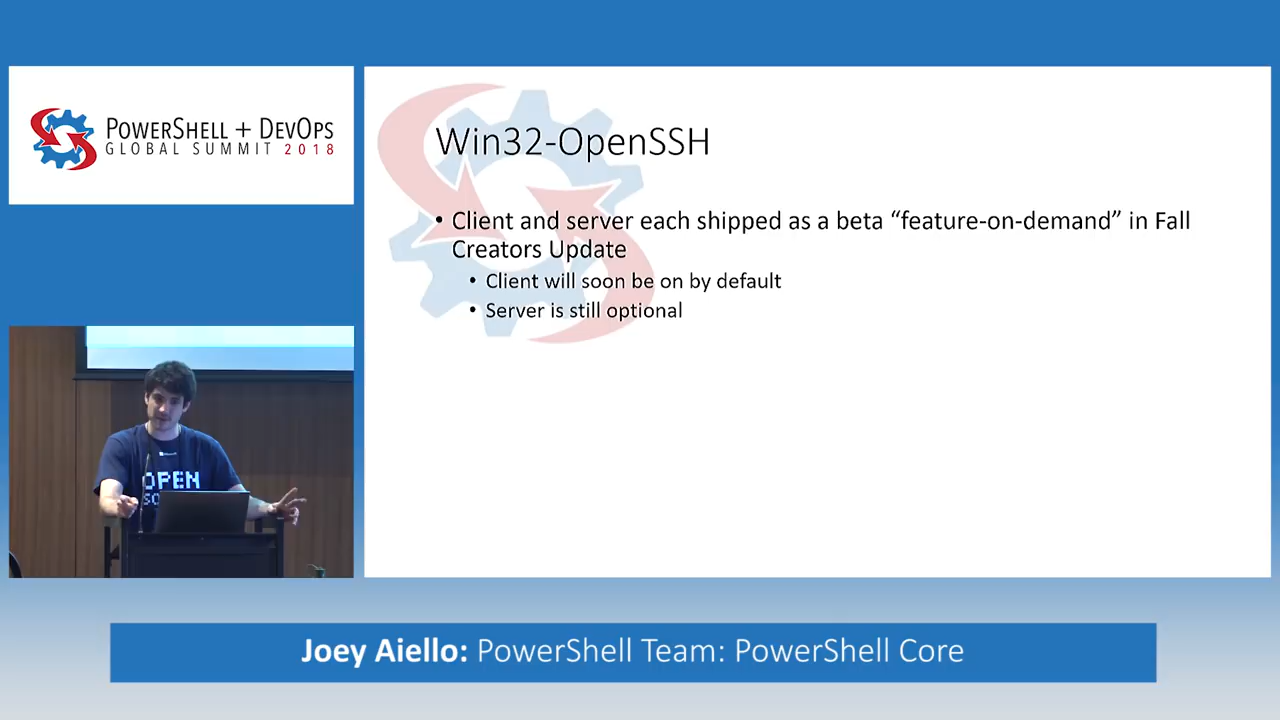 POWERSHELL + DEVOPS
GLOBAL SUMMIT 2018
Win32-OpenSSH
• Client and server each shipped as a beta “feature-on-demand” in Fall
Creators Update
• Client will soon be on by default
• Server is still optional
OPEN
Joey Aiello: PowerShell Team: PowerShell Core